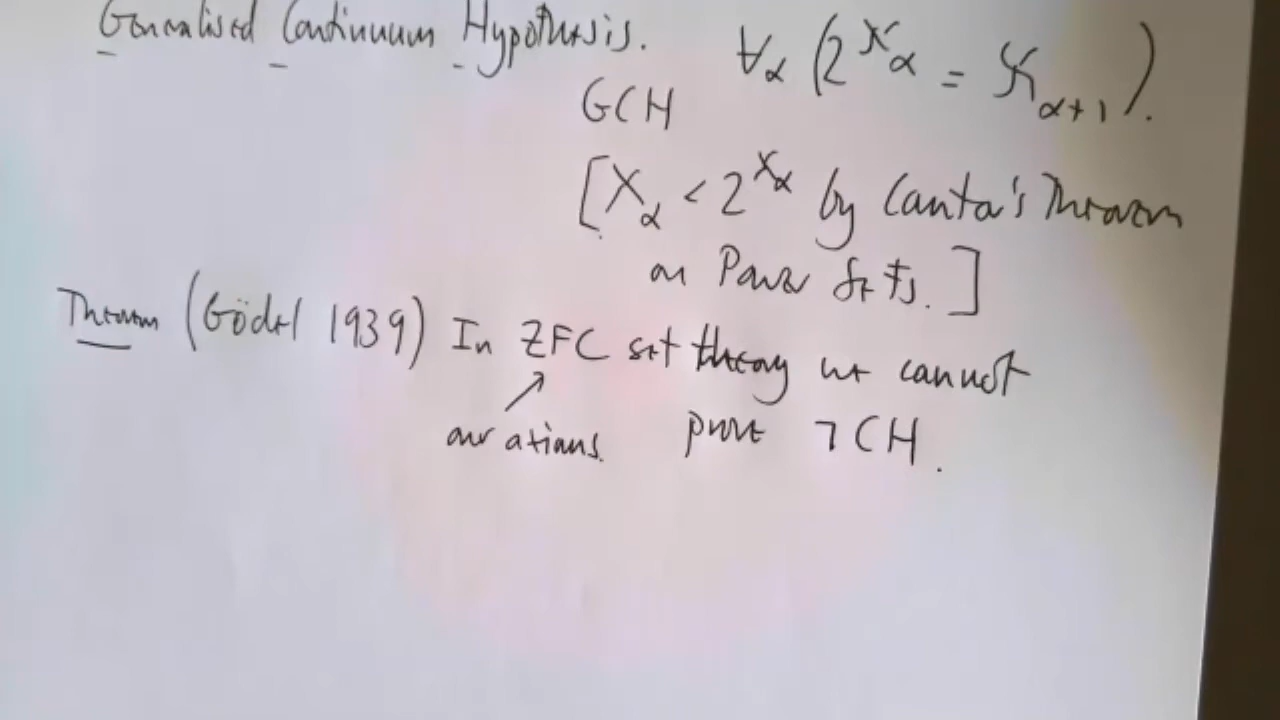 Generalised Continuum Hypothesis. ∀α (2^ℵα = ℵα+1).
GCH
[ℵα < 2^ℵα by Cantor's Theorem
on Power Sets.]
Theorem (Gödel 1939) In ZFC set theory we cannot
our axioms. prove ¬CH.